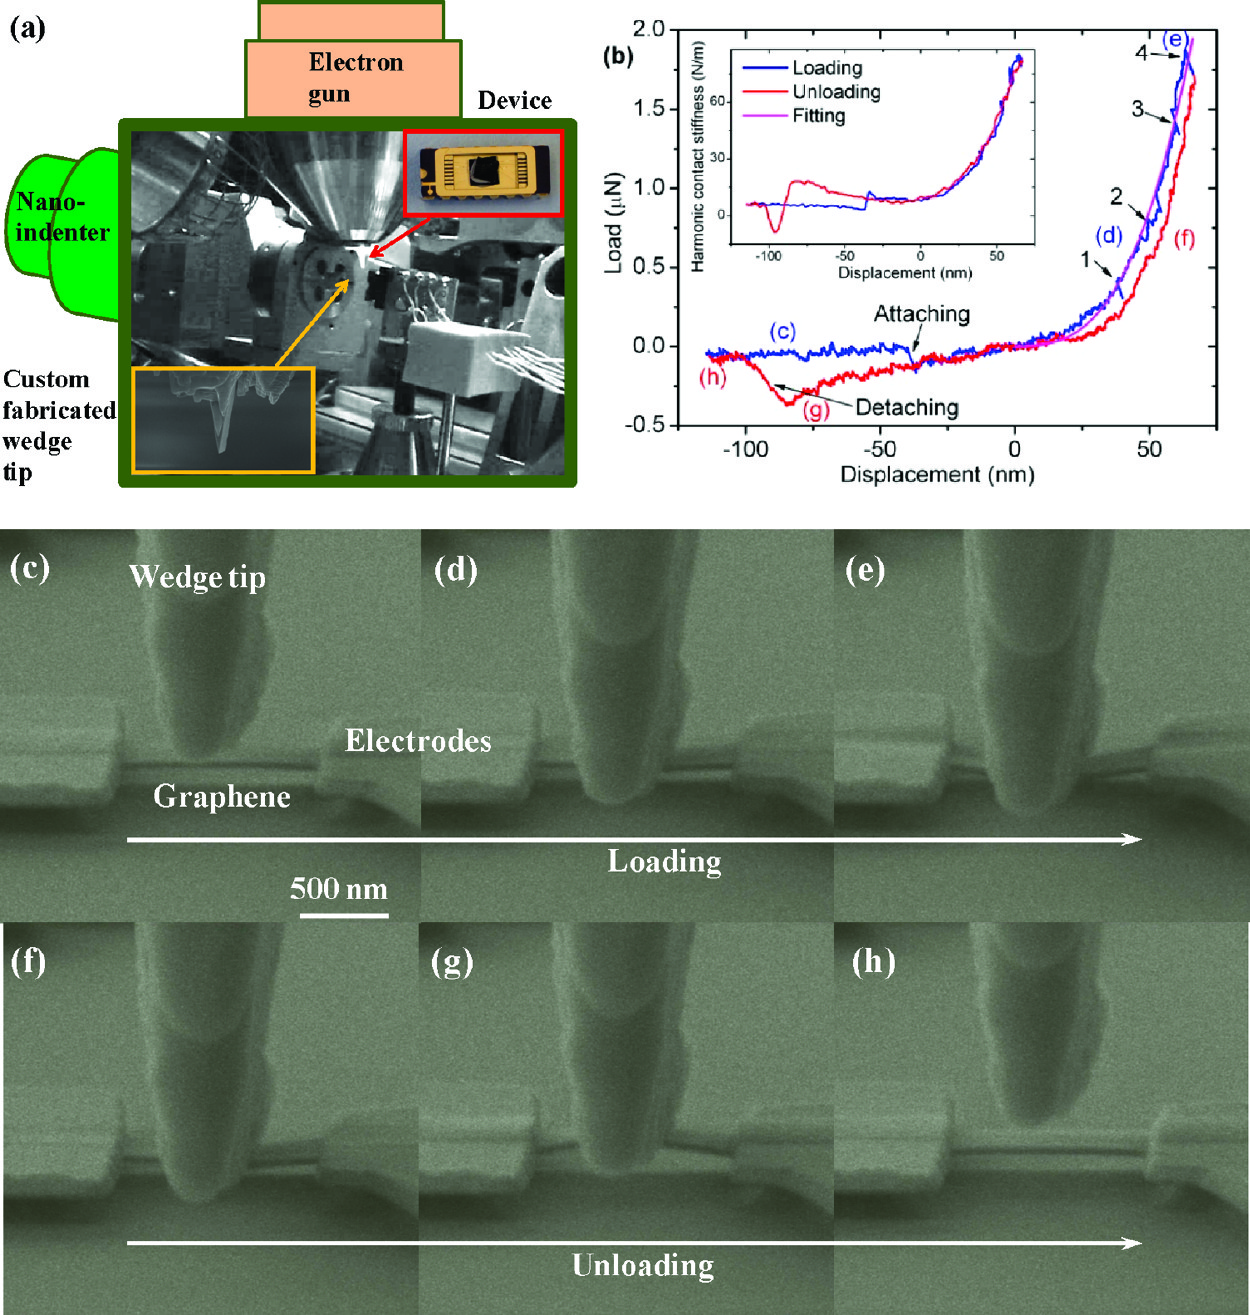 (a)
Electron
gun
Device
Nano-
indenter
Custom
fabricated
wedge
tip
(b)
Load (μN)
2.0
1.5
1.0
0.5
0.0
-0.5
-100
-50
0
50
Displacement (nm)
Harmonic contact stiffness (N/m)
60
30
0
-100
-50
0
50
Displacement (nm)
Loading
Unloading
Fitting
(e)
4
3
2
(d)
(f)
1
Attaching
(c)
(h)
(g)
Detaching
(c)
Wedge tip
(d)
(e)
Electrodes
Graphene
Loading
500 nm
(f)
(g)
(h)
Unloading